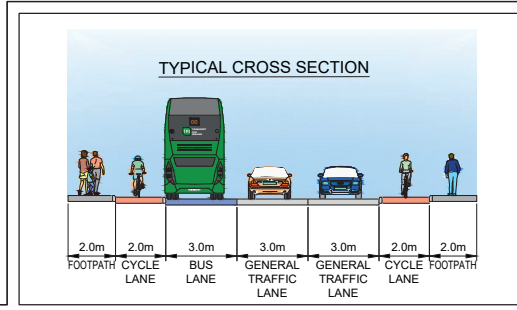 TYPICAL CROSS SECTION
2.0m 2.0m 3.0m 3.0m 3.0m 2.0m 2.0m
FOOTPATH CYCLE BUS GENERAL GENERAL CYCLE FOOTPATH
LANE LANE TRAFFIC TRAFFIC LANE
LANE LANE